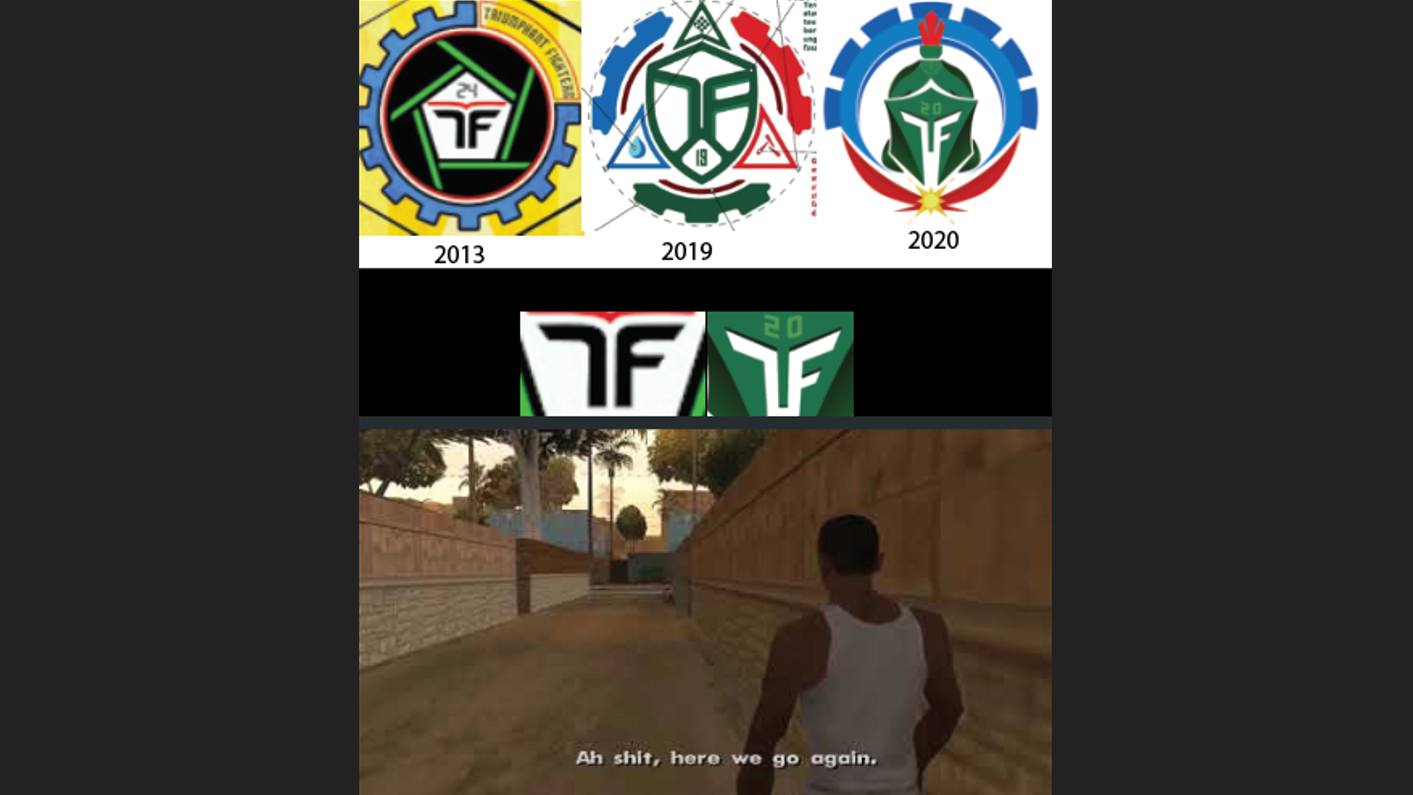 TRIUMPHANT FIGHTERS
24
TF
TF
19
20
TF
2013
2019
2020
TF
20
TF
Ah shit, here we go again.